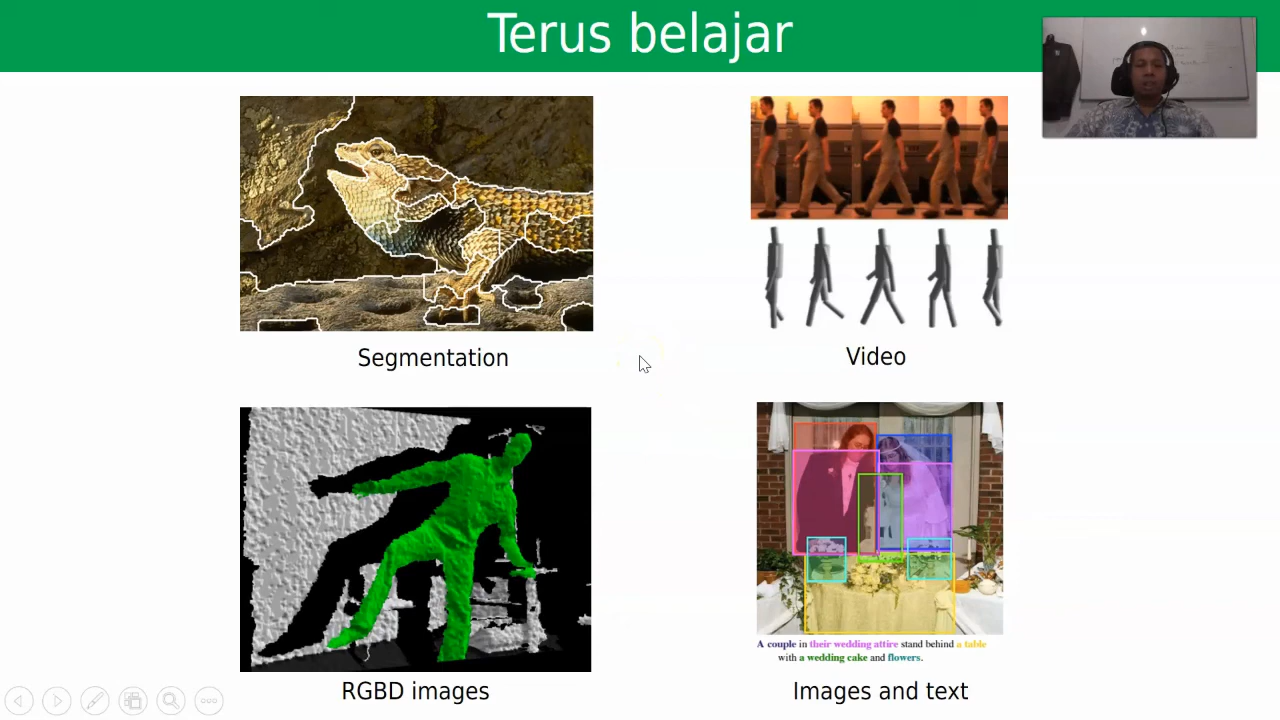 Terus belajar
Segmentation
Video
RGBD images
A couple in their wedding attire stand behind a table
with a wedding cake and flowers.
Images and text